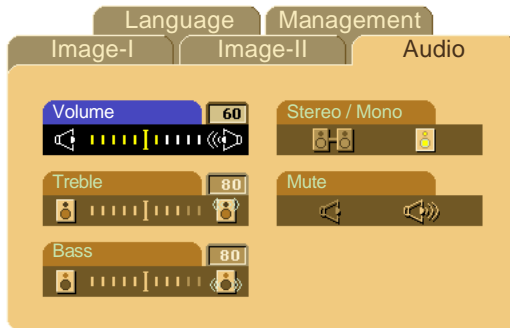 Language Management
Image-I Image-II Audio
Volume 60 Stereo / Mono
Treble 80 Mute
Bass 80